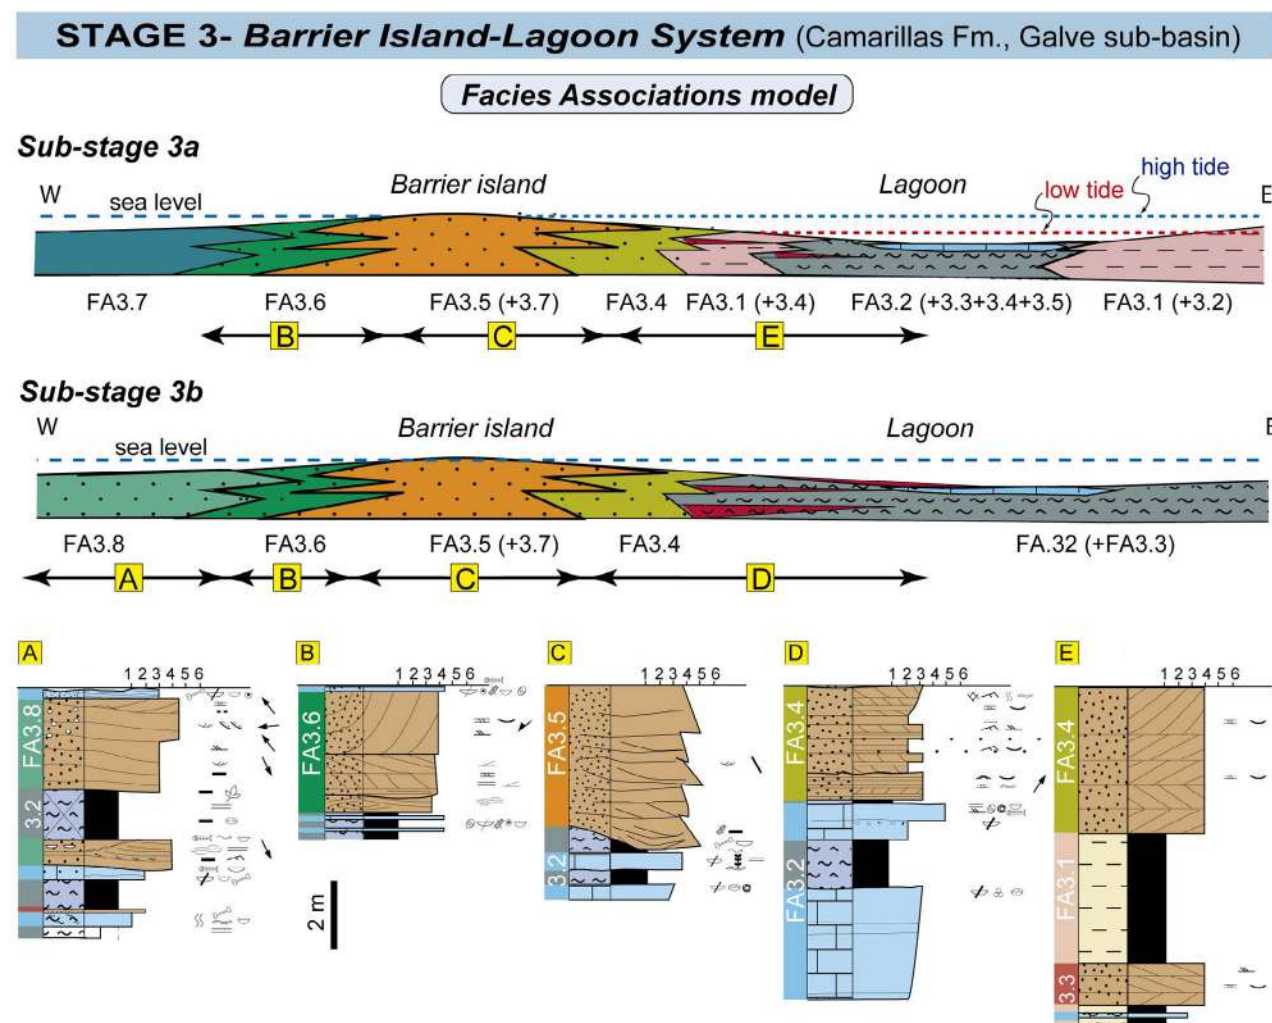 STAGE 3- Barrier Island-Lagoon System (Camarillas Fm., Galve sub-basin)
Facies Associations model
Sub-stage 3a
W
sea level
Barrier island
Lagoon
low tide
high tide
E
FA3.7
FA3.6
FA3.5 (+3.7)
FA3.4
FA3.1 (+3.4)
FA3.2 (+3.3+3.4+3.5)
FA3.1 (+3.2)
B
C
E
Sub-stage 3b
W
sea level
Barrier island
Lagoon
E
FA3.8
FA3.6
FA3.5 (+3.7)
FA3.4
FA.32 (+FA3.3)
A
B
C
D
A
1 2 3 4 5 6
FA3.8
3.2
B
1 2 3 4 5 6
FA3.6
2 m
C
1 2 3 4 5 6
FA3.5
3.2
D
1 2 3 4 5 6
FA3.4
FA3.2
E
1 2 3 4 5 6
FA3.4
FA3.1
3.3